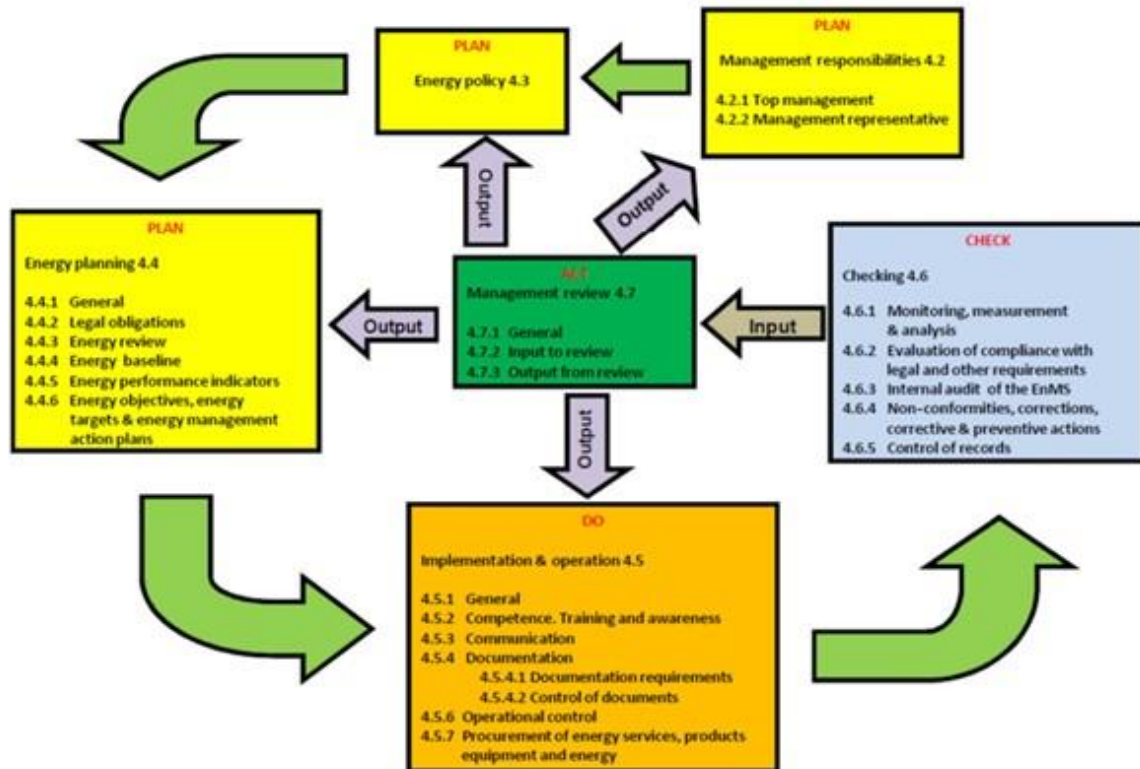 PLAN
Energy policy 4.3
PLAN
Management responsibilities 4.2
4.2.1 Top management
4.2.2 Management representative
Output
Output
PLAN
Energy planning 4.4
4.4.1 General
4.4.2 Legal obligations
4.4.3 Energy review
4.4.4 Energy baseline
4.4.5 Energy performance indicators
4.4.6 Energy objectives, energy
targets & energy management
action plans
Output
ACT
Management review 4.7
4.7.1 General
4.7.2 Input to review
4.7.3 Output from review
Input
CHECK
Checking 4.6
4.6.1 Monitoring, measurement
& analysis
4.6.2 Evaluation of compliance with
legal and other requirements
4.6.3 Internal audit of the EnMS
4.6.4 Non-conformities, corrections,
corrective & preventive actions
4.6.5 Control of records
Output
DO
Implementation & operation 4.5
4.5.1 General
4.5.2 Competence. Training and awareness
4.5.3 Communication
4.5.4 Documentation
4.5.4.1 Documentation requirements
4.5.4.2 Control of documents
4.5.6 Operational control
4.5.7 Procurement of energy services, products
equipment and energy